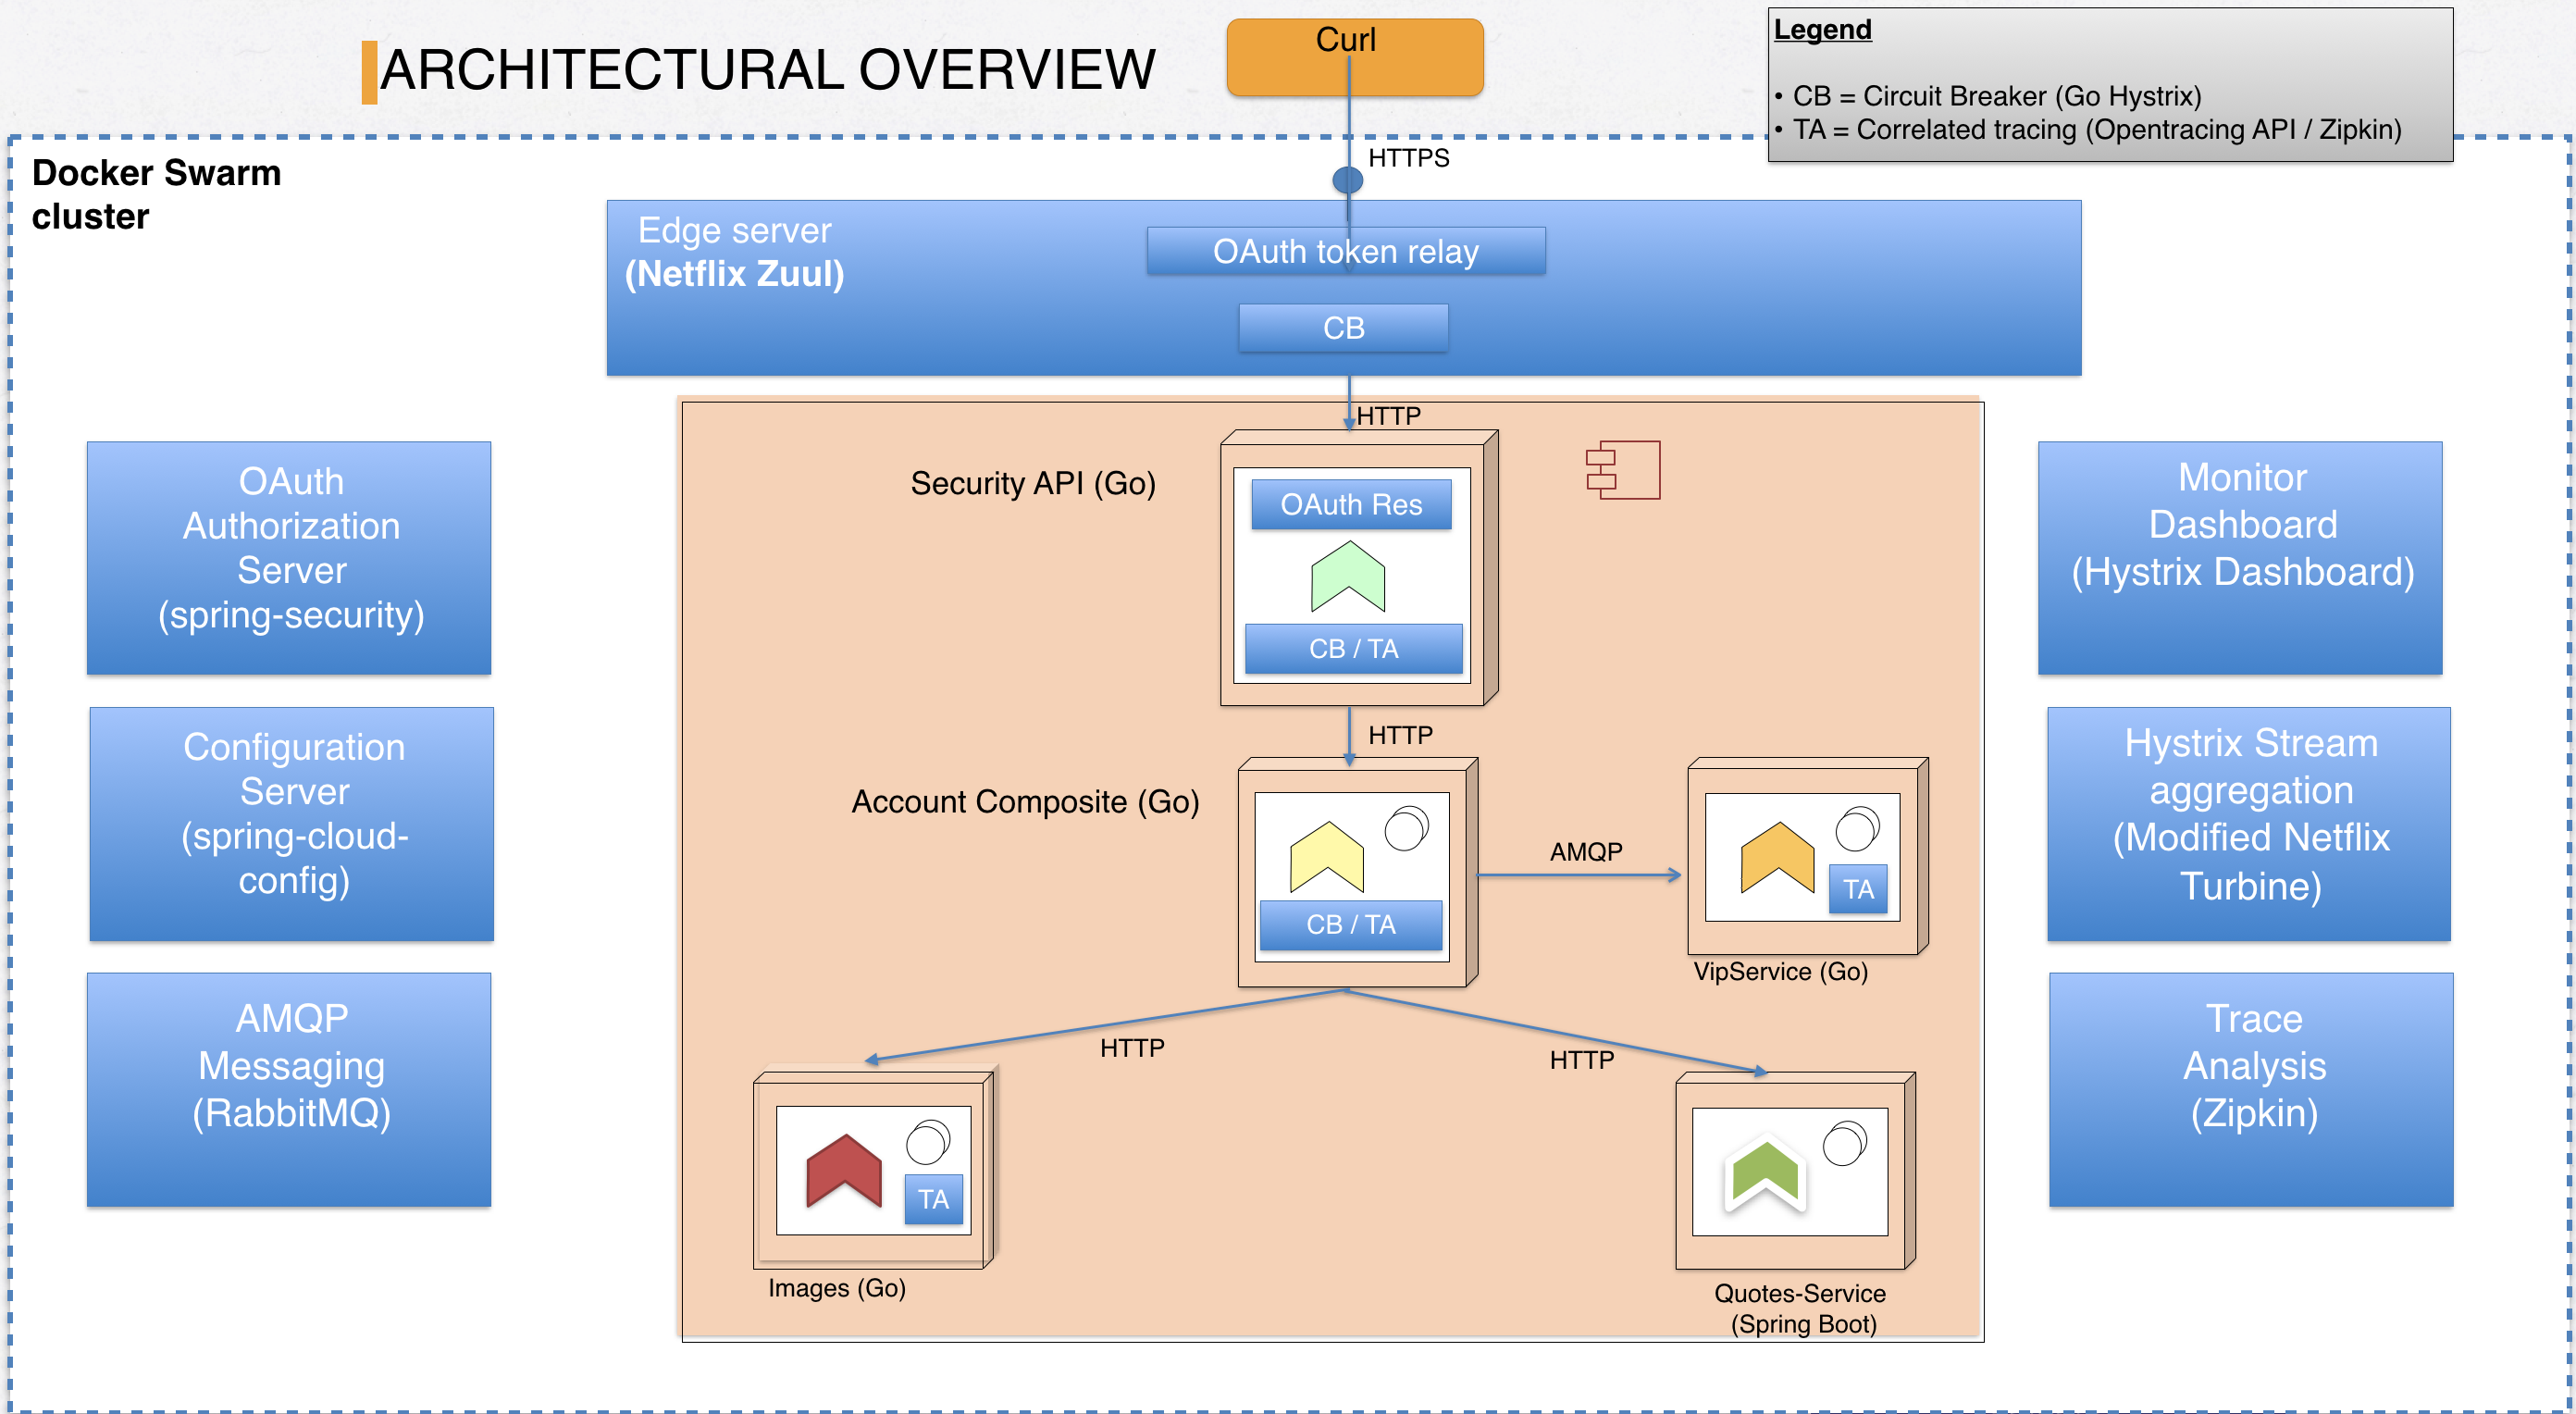 ARCHITECTURAL OVERVIEW
Curl
Legend
• CB = Circuit Breaker (Go Hystrix)
• TA = Correlated tracing (Opentracing API / Zipkin)
Docker Swarm
cluster
HTTPS
Edge server
(Netflix Zuul)
OAuth token relay
CB
HTTP
OAuth
Authorization
Server
(spring-security)
Configuration
Server
(spring-cloud-
config)
AMQP
Messaging
(RabbitMQ)
Security API (Go)
OAuth Res
CB / TA
HTTP
Account Composite (Go)
CB / TA
AMQP
TA
VipService (Go)
HTTP
HTTP
TA
Images (Go)
Quotes-Service
(Spring Boot)
Monitor
Dashboard
(Hystrix Dashboard)
Hystrix Stream
aggregation
(Modified Netflix
Turbine)
Trace
Analysis
(Zipkin)